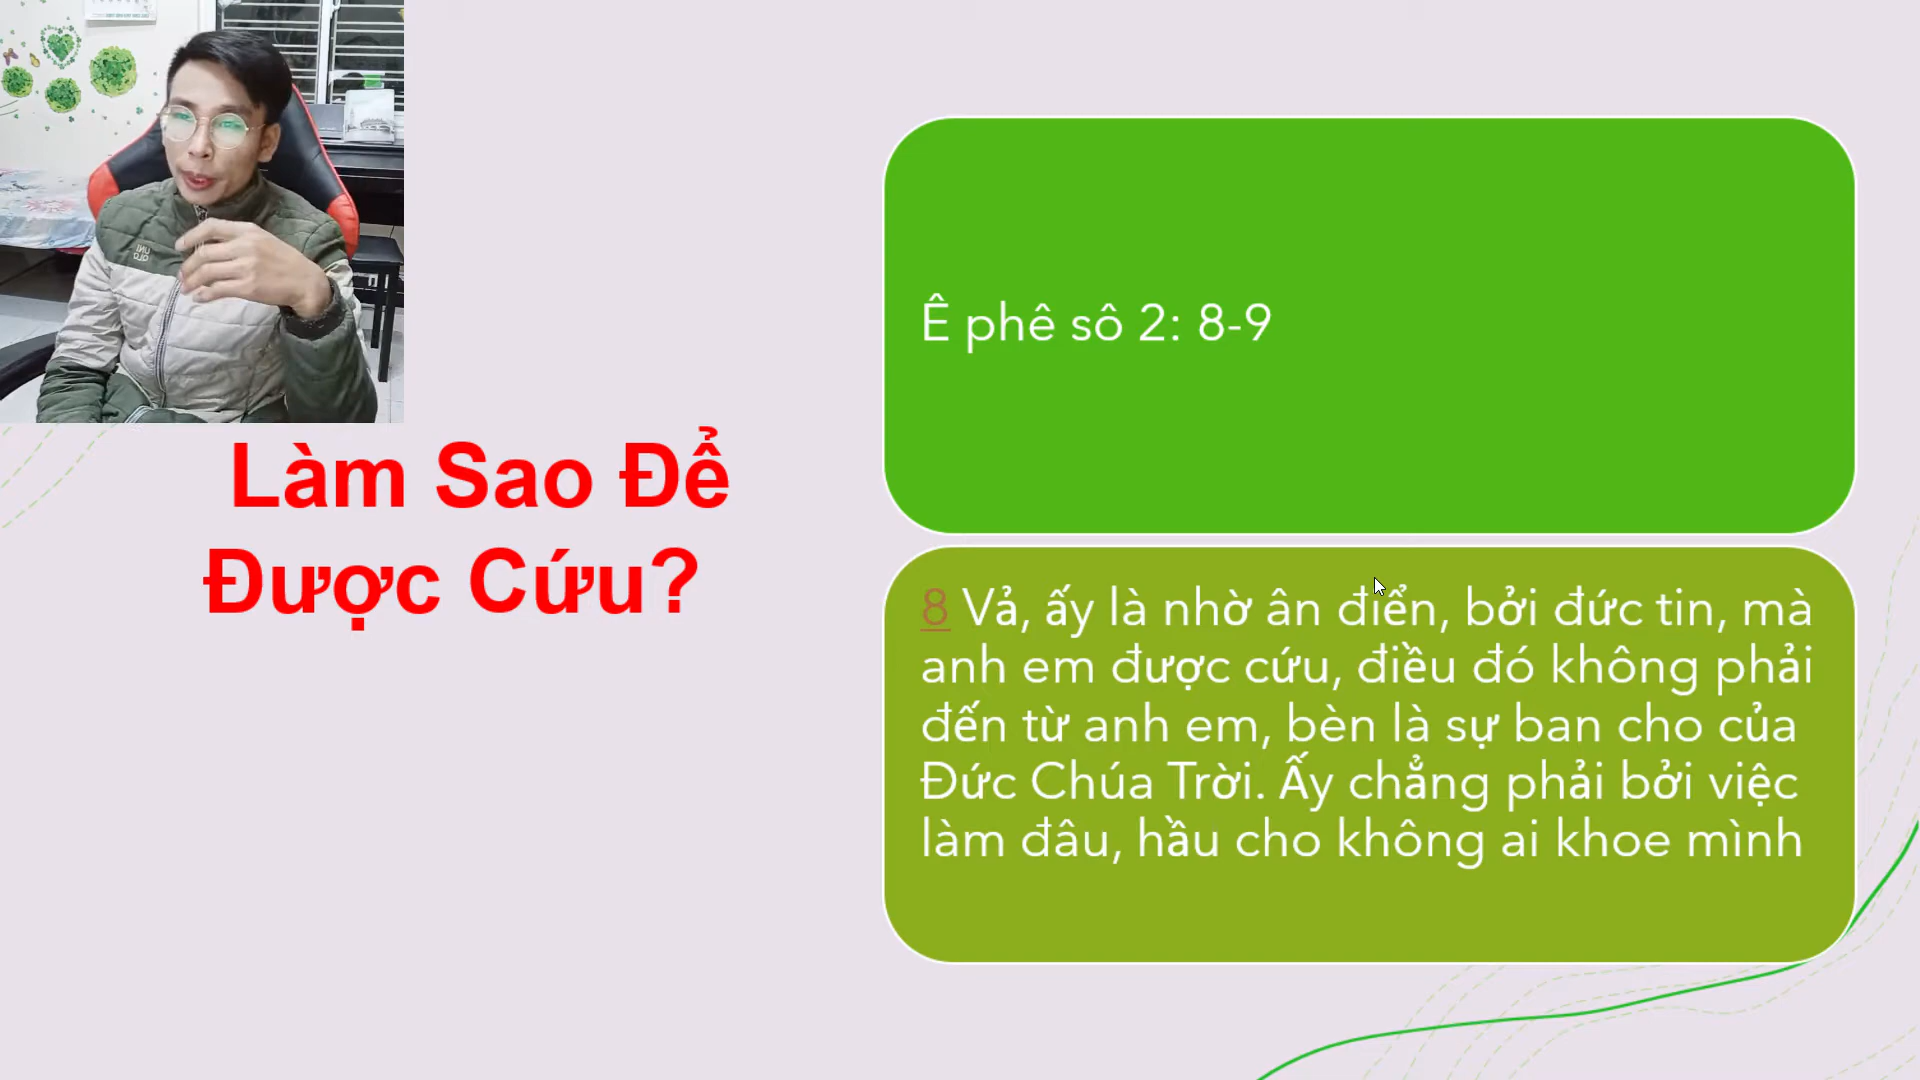 Làm Sao Để
Được Cứu?
Ê phê sô 2: 8-9
8 Vả, ấy là nhờ ân điển, bởi đức tin, mà
anh em được cứu, điều đó không phải
đến từ anh em, bèn là sự ban cho của
Đức Chúa Trời. Ấy chẳng phải bởi việc
làm đâu, hầu cho không ai khoe mình